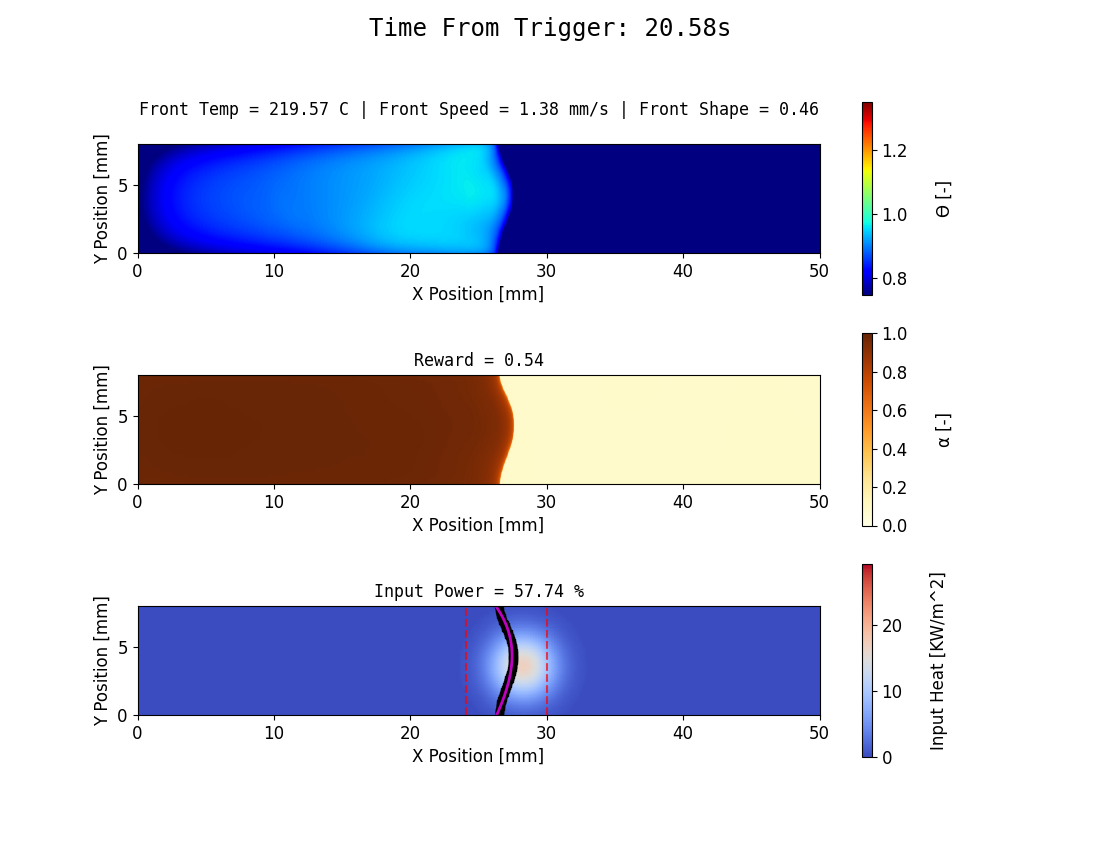 Time From Trigger: 20.58s
Front Temp = 219.57 C | Front Speed = 1.38 mm/s | Front Shape = 0.46
Y Position [mm]
5
0
0 10 20 30 40 50
X Position [mm]
1.2
1.0
0.8
Θ [-]
Reward = 0.54
Y Position [mm]
5
0
0 10 20 30 40 50
X Position [mm]
1.0
0.8
0.6
0.4
0.2
0.0
α [-]
Input Power = 57.74 %
Y Position [mm]
5
0
0 10 20 30 40 50
X Position [mm]
20
10
0
Input Heat [KW/m^2]